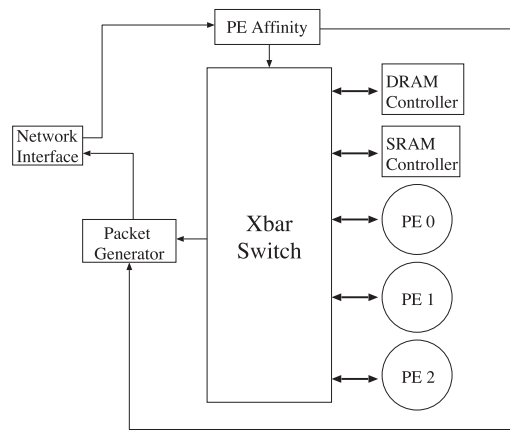 PE Affinity
DRAM
Controller
Network
Interface
SRAM
Controller
Xbar
Switch
PE 0
Packet
Generator
PE 1
PE 2